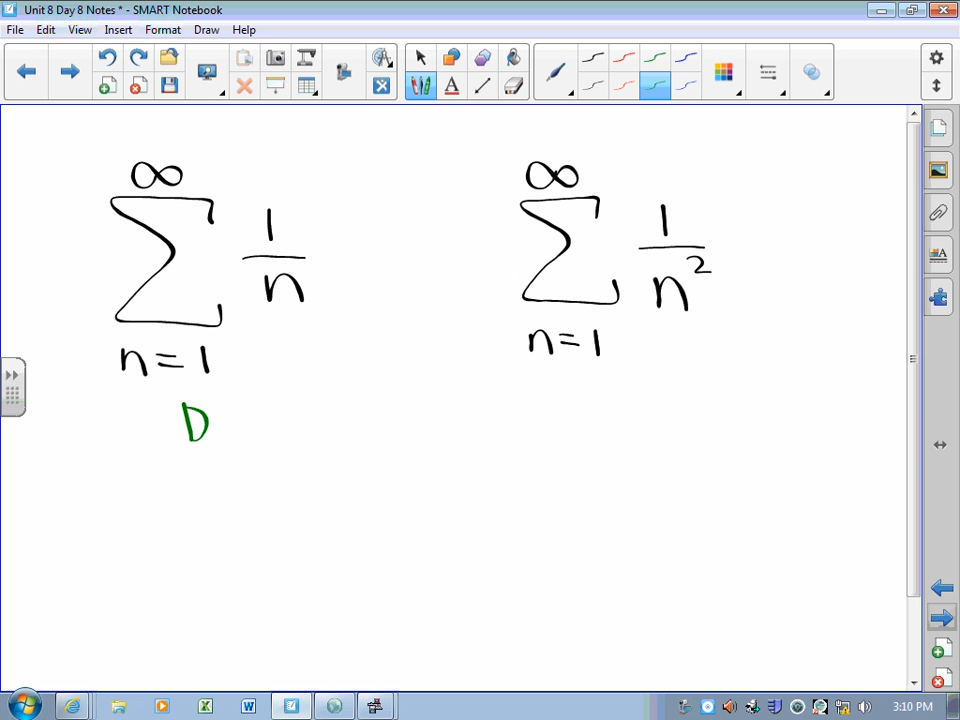 Unit 8 Day 8 Notes * - SMART Notebook
File Edit View Insert Format Draw Help
∞ ∞
∑ 1/n ∑ 1/n²
n = 1 n = 1
D
3:10 PM